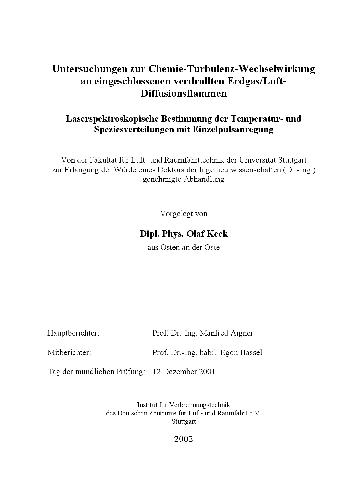 Untersuchungen zur Chemie-Turbulenz-Wechselwirkung
an eingeschlossenen verdrallten Erdgas/Luft-
Diffusionsflammen
Laserspektroskopische Bestimmung der Temperatur- und
Speziesverteilungen mit Einzelpulsanregung
Von der Fakultät für Luft- und Raumfahrttechnik der Universität Stuttgart
zur Erlangung der Würde eines Doktors der Ingenieurwissenschaften (Dr.-Ing.)
genehmigte Abhandlung
Vorgelegt von
Dipl. Phys. Olaf Keck
aus Osten an der Oste
Hauptberichter: Prof. Dr.-Ing. Manfred Aigner
Mitberichter: Prof. Dr.-Ing. habil. Egon Hassel
Tag der mündlichen Prüfung: 12. Dezember
Institut für Verbrennungstechnik
des Deutschen Zentrums für Luft- und Raumfahrt e.V.
Stuttgart